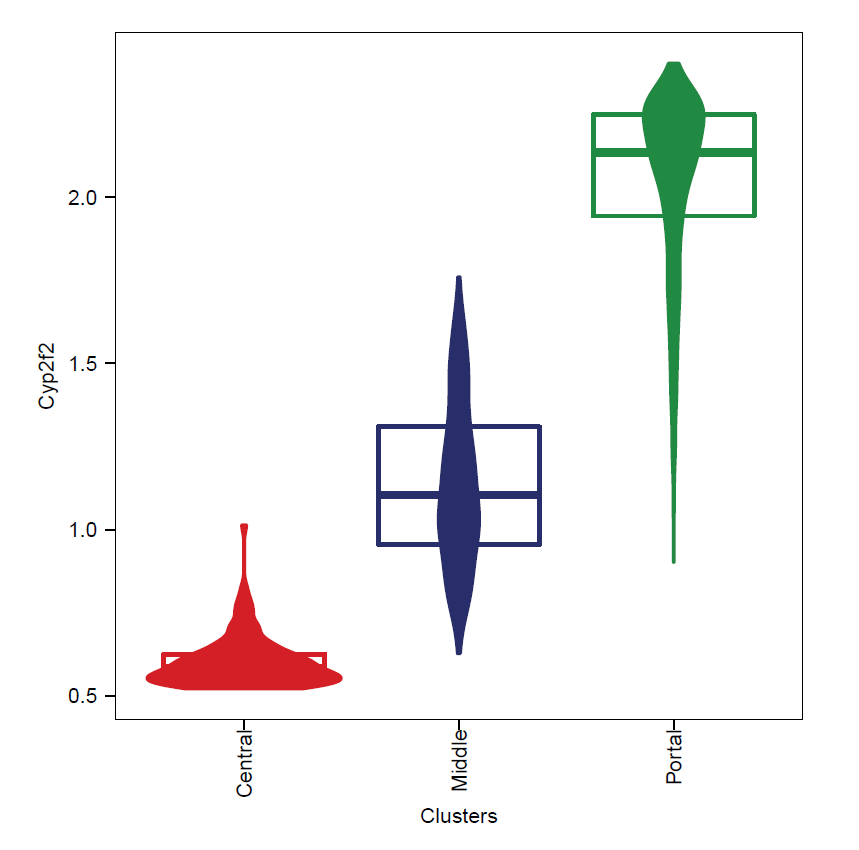 Cyp2f2
2.0
1.5
1.0
0.5
Central
Middle
Portal
Clusters